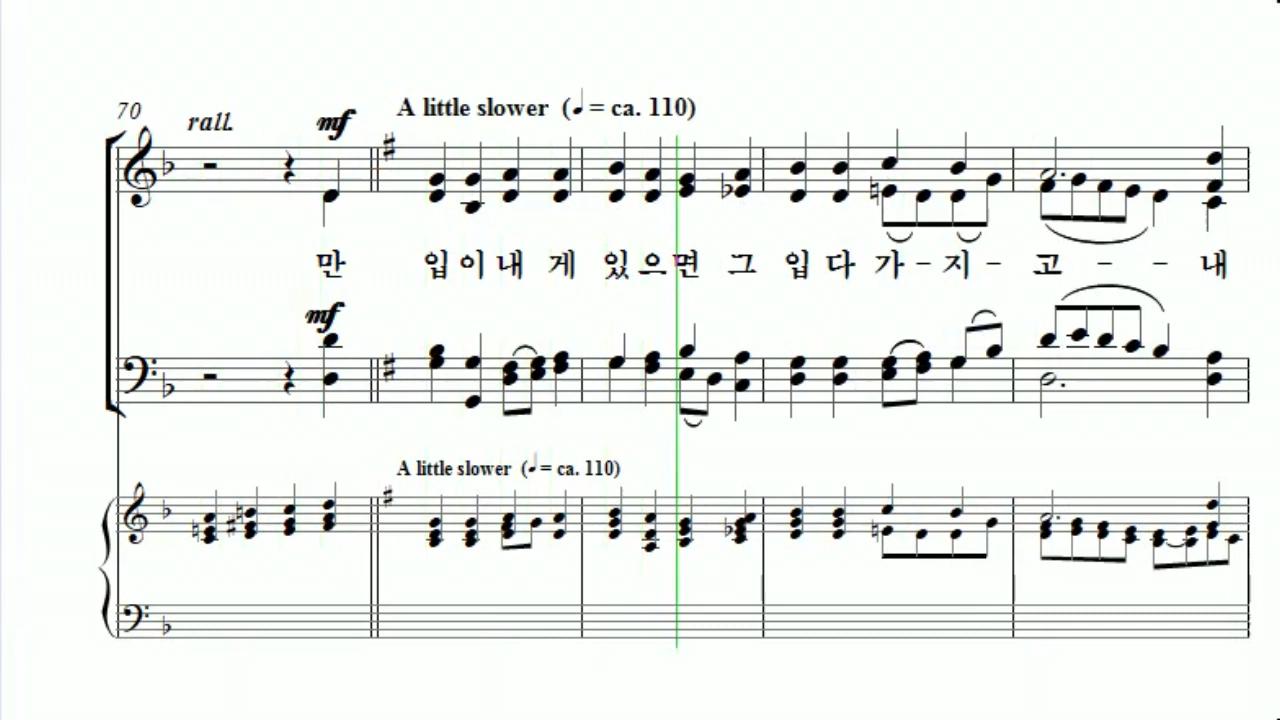 70
rall.
mf
A little slower (♩ = ca. 110)
만 입 이 내 게 있 으 면 그 입 다 가 - 지 - 고 - - 내
mf
A little slower (♩ = ca. 110)